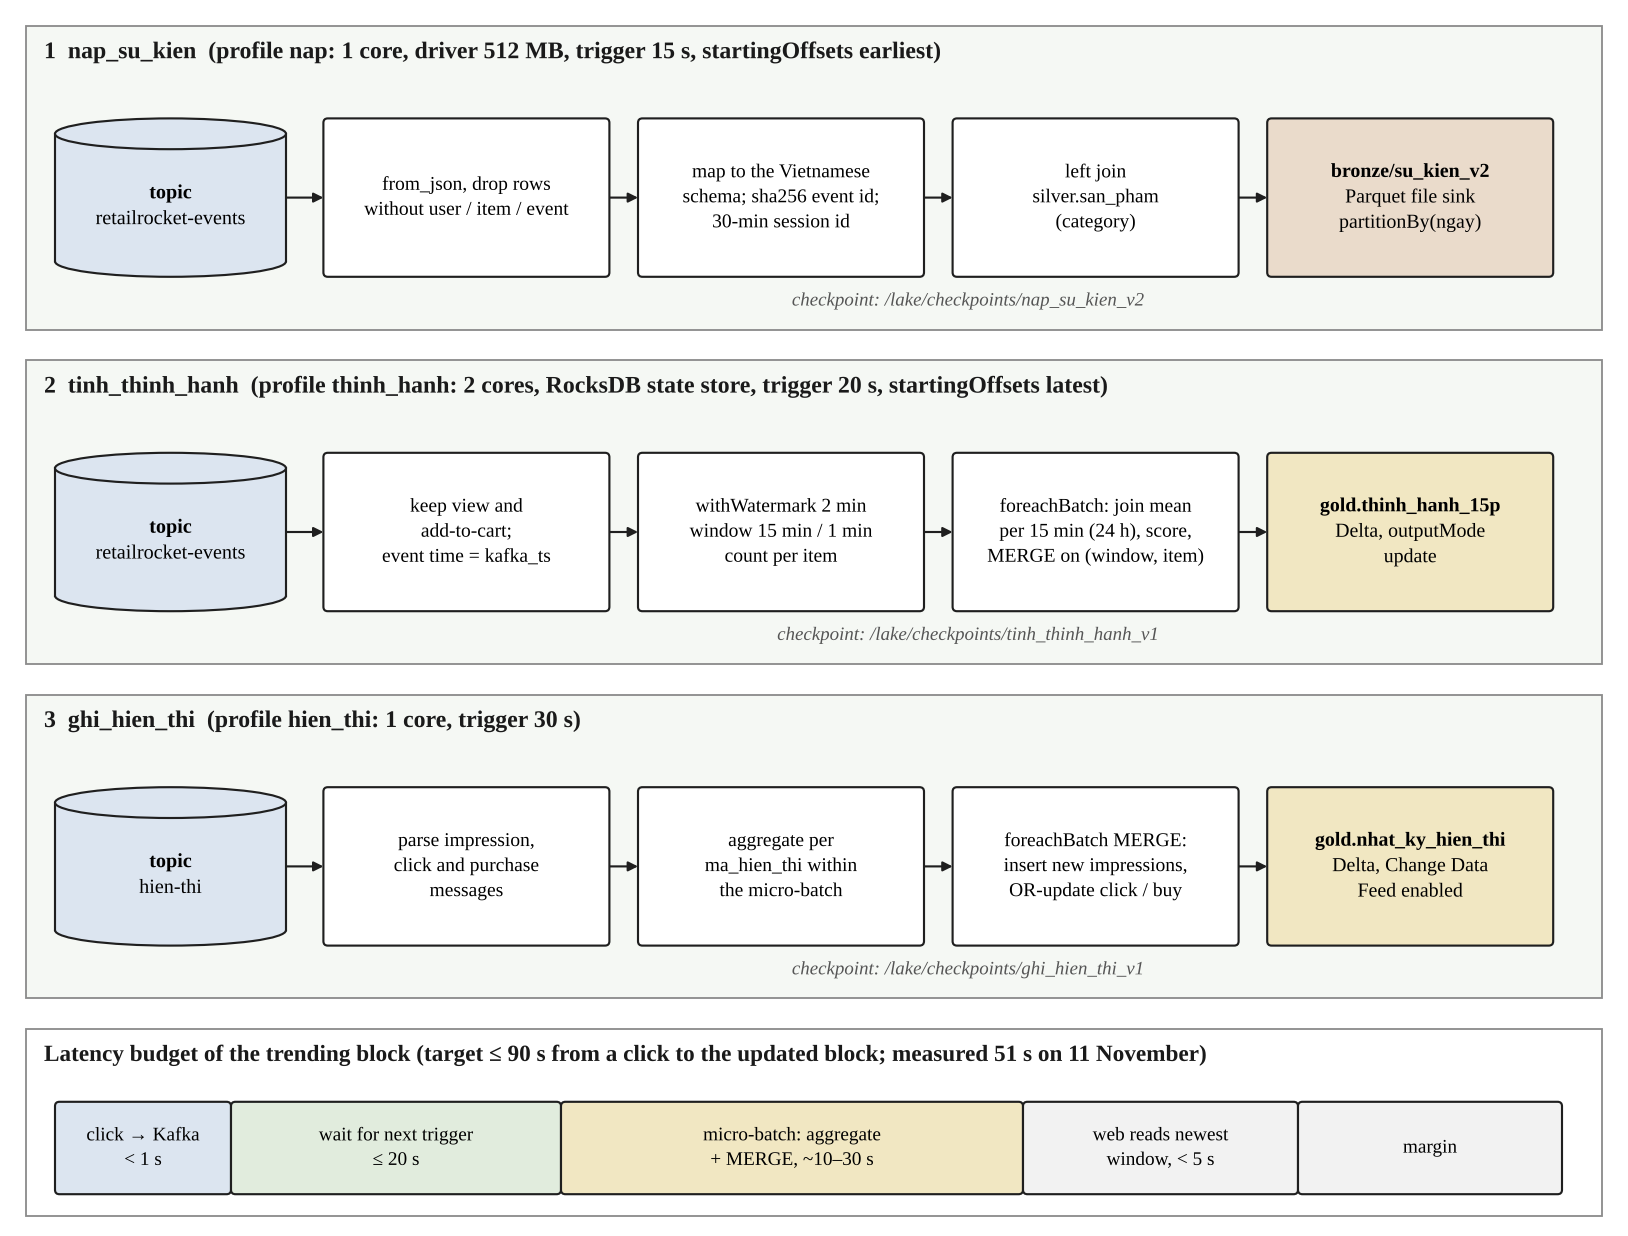 1 nap_su_kien (profile nap: 1 core, driver 512 MB, trigger 15 s, startingOffsets earliest)
topic
retailrocket-events
from_json, drop rows
without user / item / event
map to the Vietnamese
schema; sha256 event id;
30-min session id
left join
silver.san_pham
(category)
bronze/su_kien_v2
Parquet file sink
partitionBy(ngay)
checkpoint: /lake/checkpoints/nap_su_kien_v2
2 tinh_thinh_hanh (profile thinh_hanh: 2 cores, RocksDB state store, trigger 20 s, startingOffsets latest)
topic
retailrocket-events
keep view and
add-to-cart;
event time = kafka_ts
withWatermark 2 min
window 15 min / 1 min
count per item
foreachBatch: join mean
per 15 min (24 h), score,
MERGE on (window, item)
gold.thinh_hanh_15p
Delta, outputMode
update
checkpoint: /lake/checkpoints/tinh_thinh_hanh_v1
3 ghi_hien_thi (profile hien_thi: 1 core, trigger 30 s)
topic
hien-thi
parse impression,
click and purchase
messages
aggregate per
ma_hien_thi within
the micro-batch
foreachBatch MERGE:
insert new impressions,
OR-update click / buy
gold.nhat_ky_hien_thi
Delta, Change Data
Feed enabled
checkpoint: /lake/checkpoints/ghi_hien_thi_v1
Latency budget of the trending block (target ≤ 90 s from a click to the updated block; measured 51 s on 11 November)
click → Kafka
< 1 s
wait for next trigger
≤ 20 s
micro-batch: aggregate
+ MERGE, ~10–30 s
web reads newest
window, < 5 s
margin